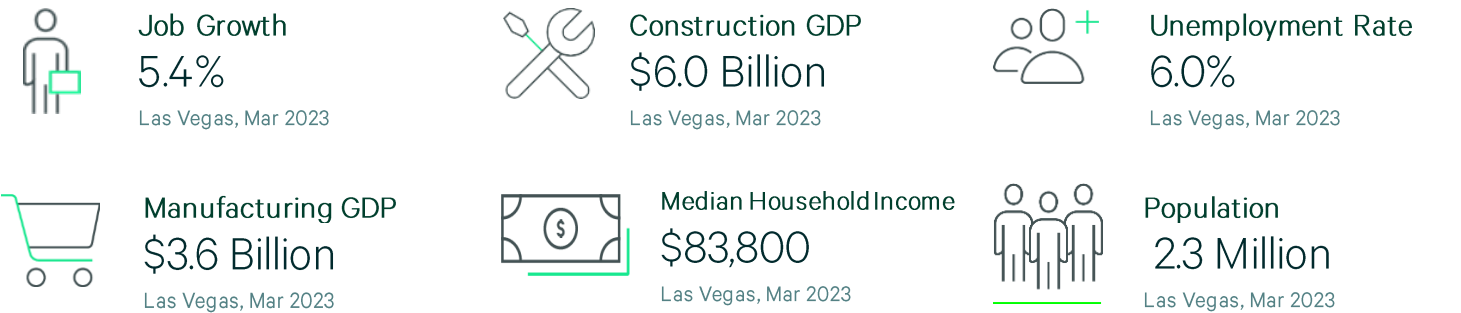 Job Growth
5.4%
Las Vegas, Mar 2023
Construction GDP
$6.0 Billion
Las Vegas, Mar 2023
Unemployment Rate
6.0%
Las Vegas, Mar 2023
Manufacturing GDP
$3.6 Billion
Las Vegas, Mar 2023
Median Household Income
$83,800
Las Vegas, Mar 2023
Population
2.3 Million
Las Vegas, Mar 2023
$